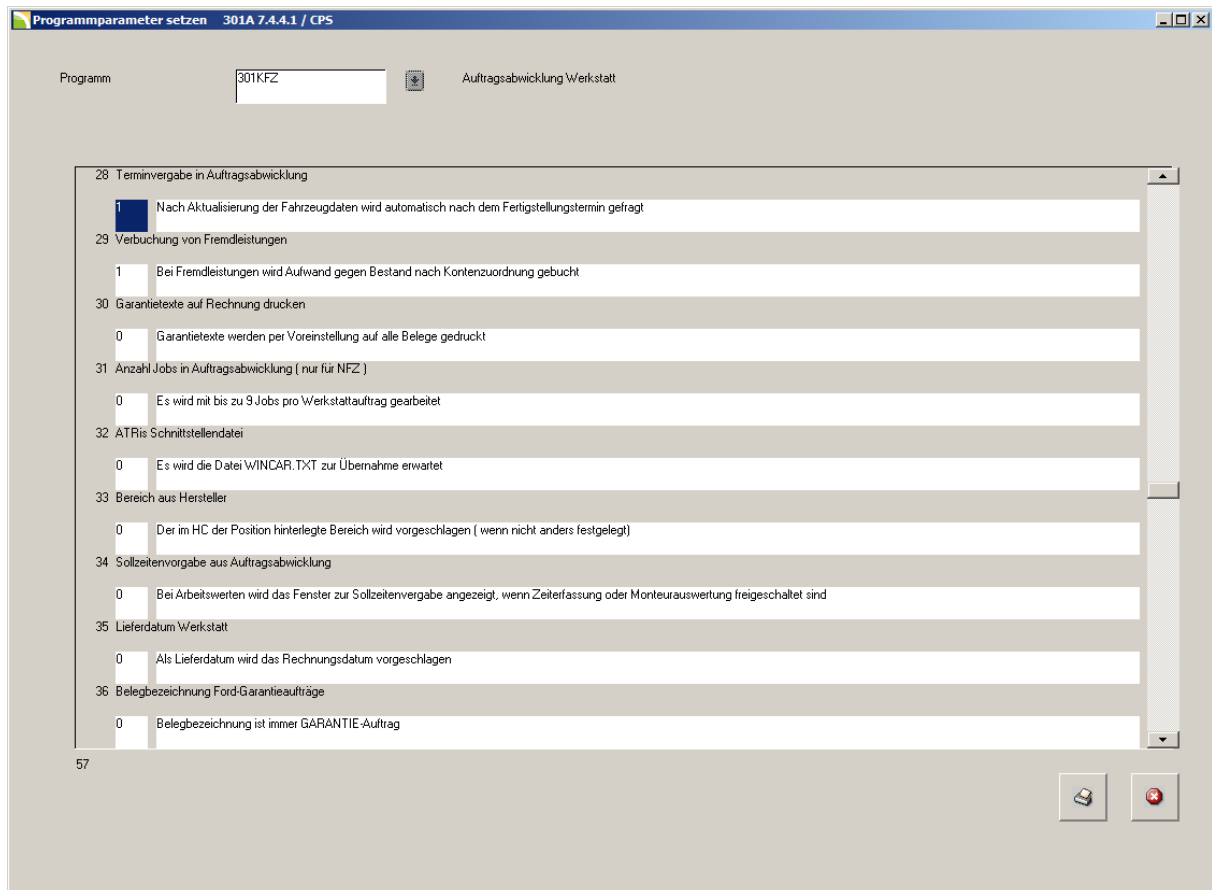 Programmparameter setzen 301A 7.4.4.1 / CPS
Programm 301KFZ Auftragsabwicklung Werkstatt
28 Terminvergabe in Auftragsabwicklung
1 Nach Aktualisierung der Fahrzeugdaten wird automatisch nach dem Fertigstellungstermin gefragt
29 Verbuchung von Fremdleistungen
1 Bei Fremdleistungen wird Aufwand gegen Bestand nach Kontenzuordnung gebucht
30 Garantietexte auf Rechnung drucken
0 Garantietexte werden per Voreinstellung auf alle Belege gedruckt
31 Anzahl Jobs in Auftragsabwicklung ( nur für NFZ )
0 Es wird mit bis zu 9 Jobs pro Werkstattauftrag gearbeitet
32 ATRis Schnittstellendatei
0 Es wird die Datei WINCAR.TXT zur Übernahme erwartet
33 Bereich aus Hersteller
0 Der im HC der Position hinterlegte Bereich wird vorgeschlagen ( wenn nicht anders festgelegt)
34 Sollzeitenvorgabe aus Auftragsabwicklung
0 Bei Arbeitswerten wird das Fenster zur Sollzeitenvergabe angezeigt, wenn Zeiterfassung oder Monteurauswertung freigeschaltet sind
35 Lieferdatum Werkstatt
0 Als Lieferdatum wird das Rechnungsdatum vorgeschlagen
36 Belegbezeichnung Ford-Garantieaufträge
0 Belegbezeichnung ist immer GARANTIE-Auftrag
57